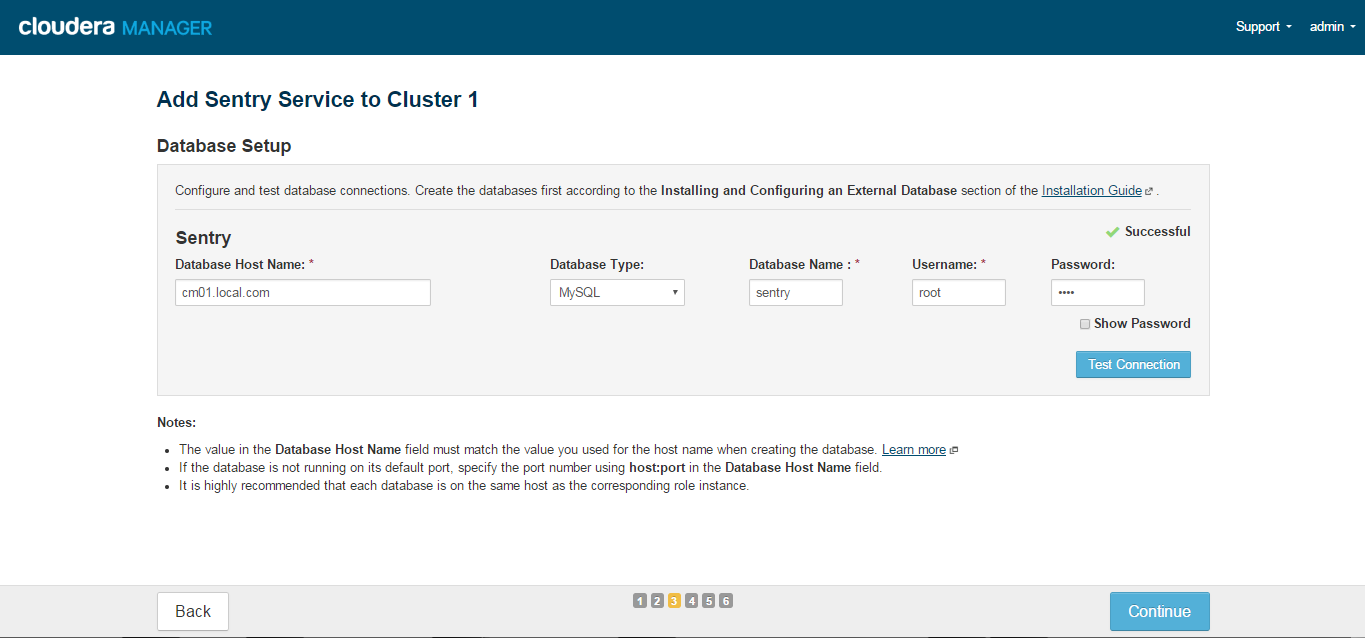 cloudera MANAGER
Support admin
Add Sentry Service to Cluster 1
Database Setup
Configure and test database connections. Create the databases first according to the Installing and Configuring an External Database section of the Installation Guide .
Successful
Sentry
Database Host Name: * Database Type: Database Name : * Username: * Password:
cm01.local.com MySQL sentry root ••••
Show Password
Test Connection
Notes:
• The value in the Database Host Name field must match the value you used for the host name when creating the database. Learn more
• If the database is not running on its default port, specify the port number using host:port in the Database Host Name field.
• It is highly recommended that each database is on the same host as the corresponding role instance.
Back 1 2 3 4 5 6 Continue